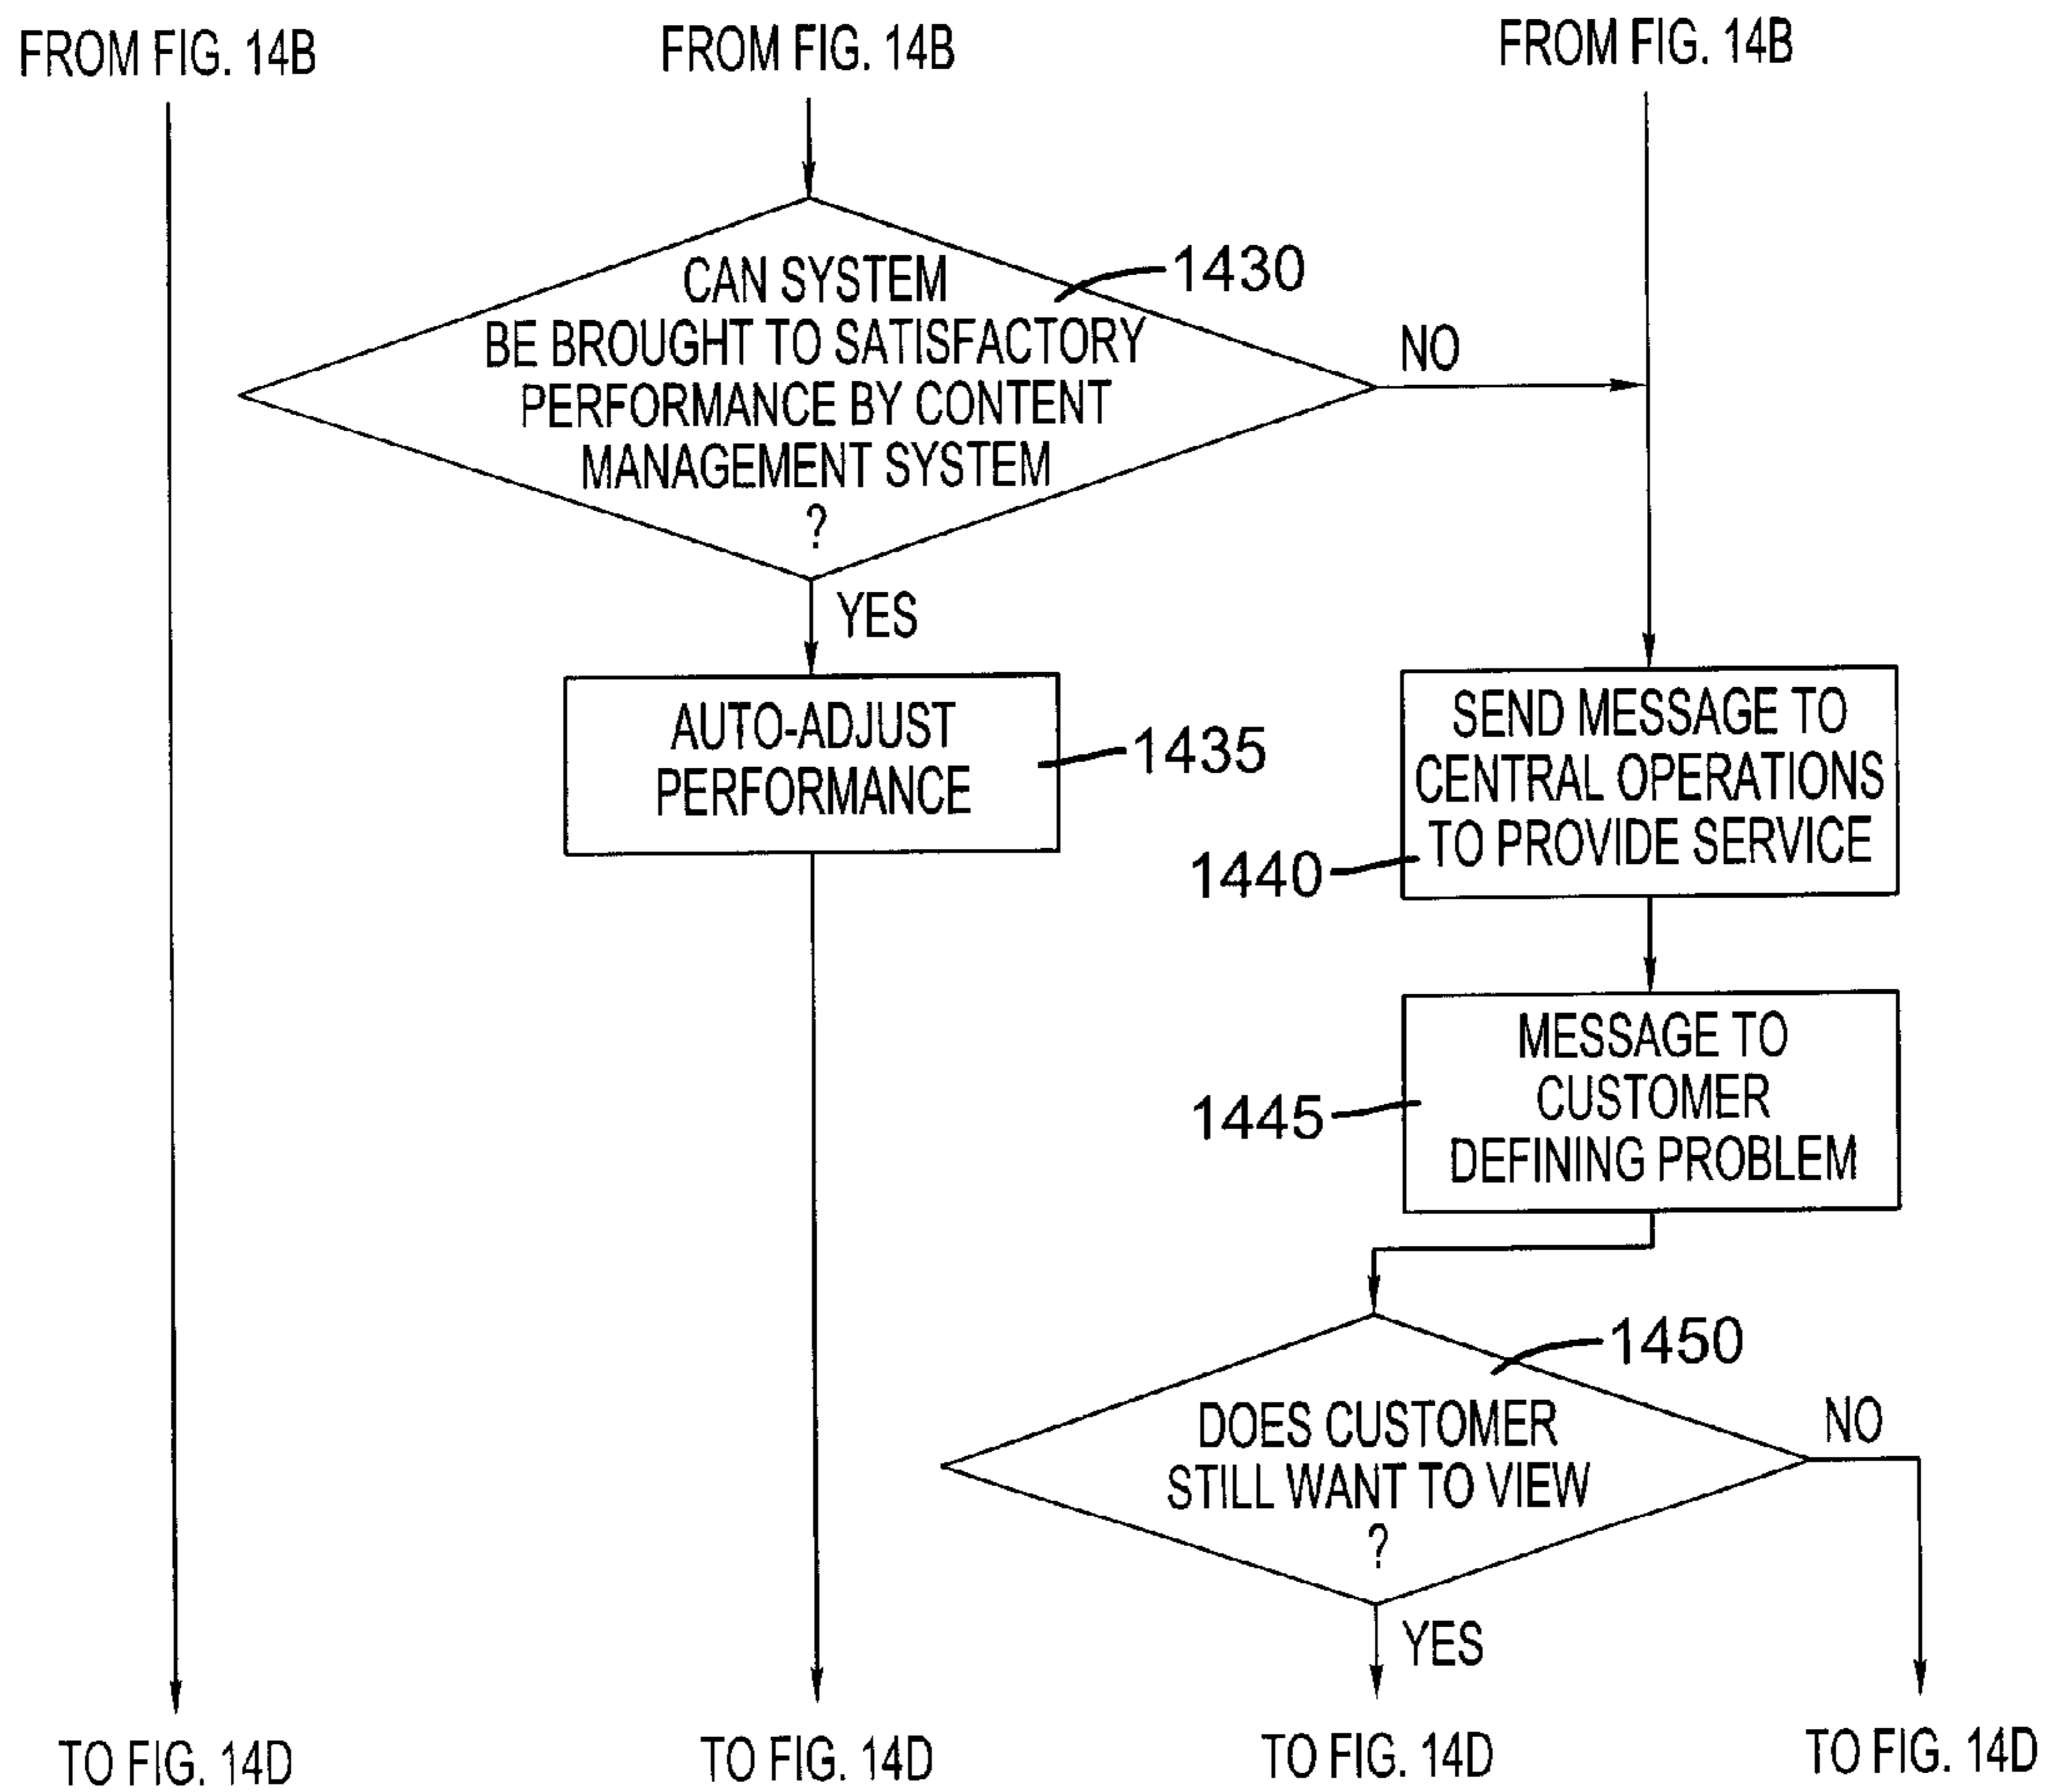 FROM FIG. 14B
FROM FIG. 14B
FROM FIG. 14B
CAN SYSTEM
BE BROUGHT TO SATISFACTORY
PERFORMANCE BY CONTENT
MANAGEMENT SYSTEM
?
1430
NO
YES
AUTO-ADJUST
PERFORMANCE
1435
SEND MESSAGE TO
CENTRAL OPERATIONS
TO PROVIDE SERVICE
1440
MESSAGE TO
CUSTOMER
DEFINING PROBLEM
1445
1450
DOES CUSTOMER
STILL WANT TO VIEW
?
NO
YES
TO FIG. 14D
TO FIG. 14D
TO FIG. 14D
TO FIG. 14D